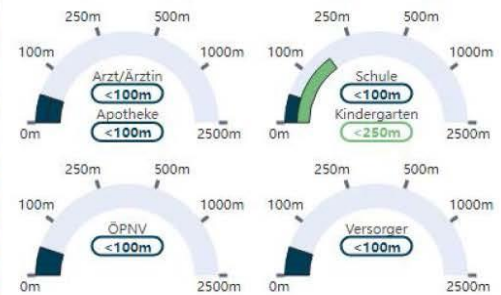 250m 500m
100m 1000m
Arzt/Ärztin
<100m
Apotheke
<100m
0m 2500m
250m 500m
100m 1000m
Schule
<100m
Kindergarten
<250m
0m 2500m
250m 500m
100m 1000m
ÖPNV
<100m
0m 2500m
250m 500m
100m 1000m
Versorger
<100m
0m 2500m